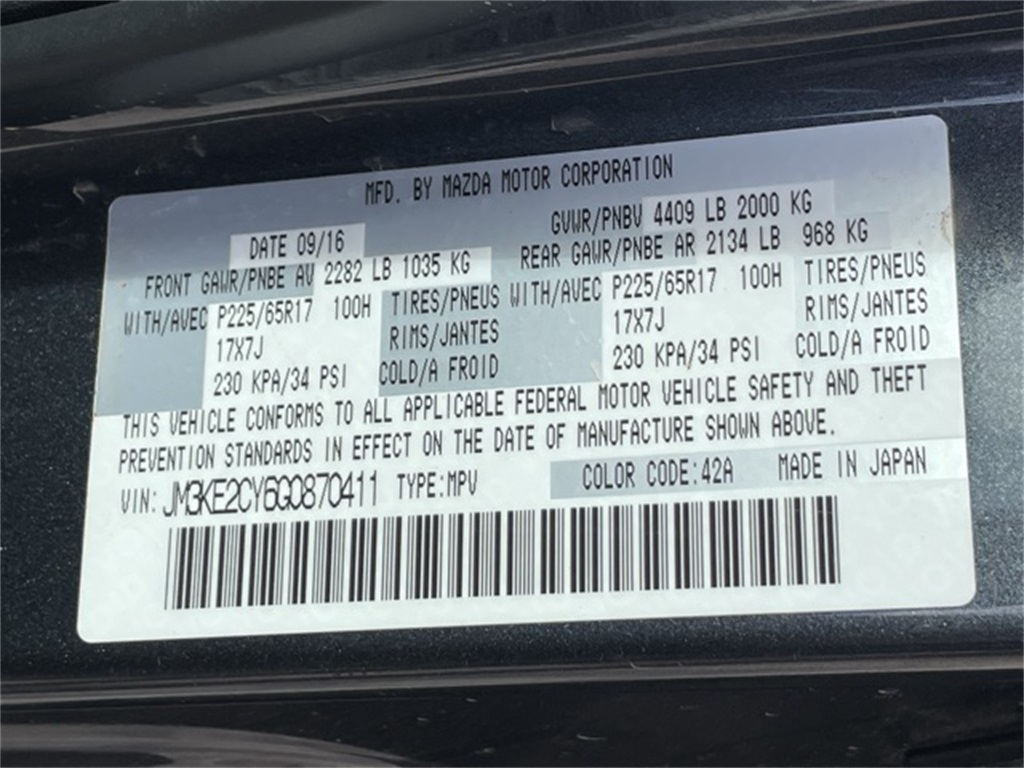 MFD. BY MAZDA MOTOR CORPORATION
DATE 09/16 GVWR/PNBV 4409 LB 2000 KG
FRONT GAWR/PNBE AV 2282 LB 1035 KG REAR GAWR/PNBE AR 2134 LB 968 KG
WITH/AVEC P225/65R17 100H TIRES/PNEUS WITH/AVEC P225/65R17 100H TIRES/PNEUS
17X7J RIMS/JANTES 17X7J RIMS/JANTES
230 KPA/34 PSI COLD/A FROID 230 KPA/34 PSI COLD/A FROID
THIS VEHICLE CONFORMS TO ALL APPLICABLE FEDERAL MOTOR VEHICLE SAFETY AND THEFT
PREVENTION STANDARDS IN EFFECT ON THE DATE OF MANUFACTURE SHOWN ABOVE.
COLOR CODE:42A MADE IN JAPAN
VIN: JM3KE2CY6G0870411 TYPE:MPV